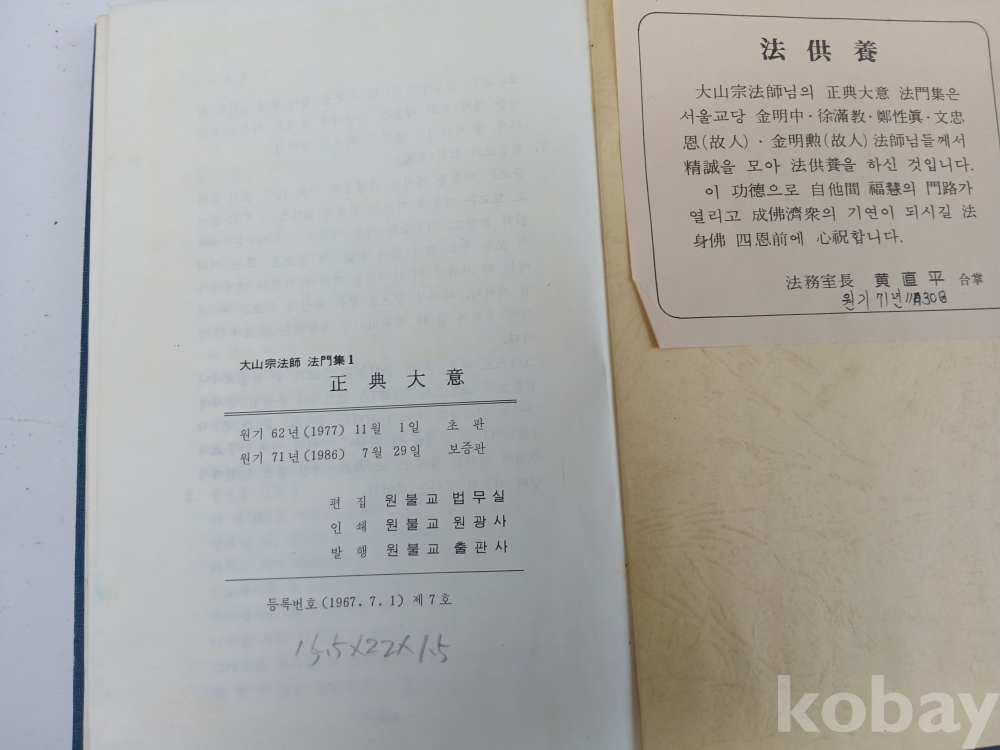 大山宗法師 法門集 1
正典大意
원기 62년(1977) 11월 1일 초판
원기 71년(1986) 7월 29일 보증판
편집 원불교 법무실
인쇄 원불교 원광사
발행 원불교 출판사
등록번호(1967. 7. 1) 제7호
15.5×22×1.5
法供養
大山宗法師님의 正典大意 法門集은
서울교당 金明中·徐滿教·鄭性眞·文忠
恩(故人)·金明勲(故人)法師님들께서
精誠을 모아 法供養을 하신 것입니다.
이 功德으로 自他間 福慧의 門路가
열리고 成佛濟衆의 기연이 되시길 法
身佛 四恩前에 心祝합니다.
法務室長 黄直平 合掌
원기 71년 11月30日
kobay